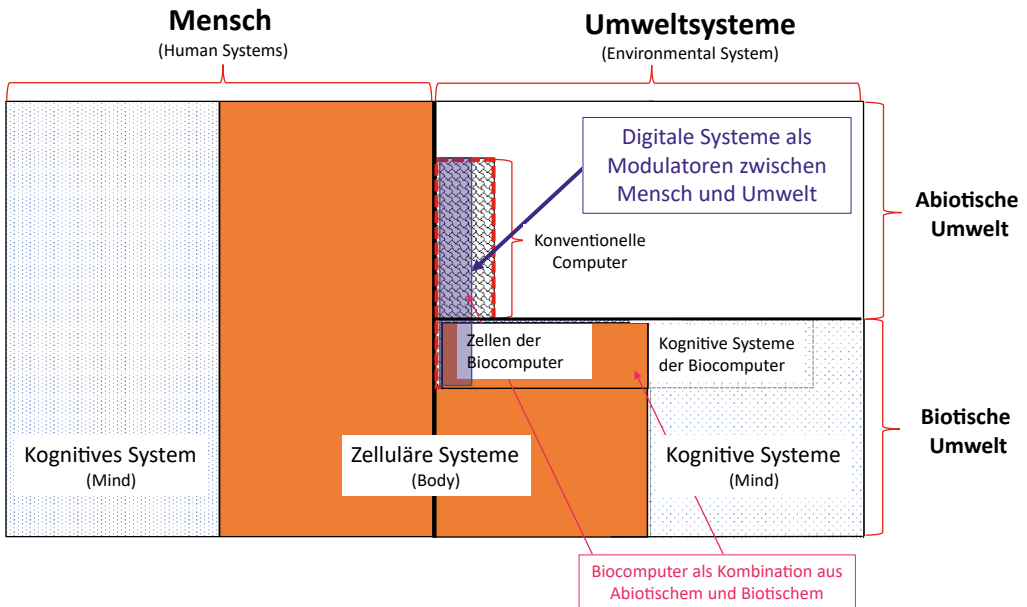 Mensch
(Human Systems)
Umweltsysteme
(Environmental System)
Digitale Systeme als
Modulatoren zwischen
Mensch und Umwelt
Abiotische
Umwelt
Konventionelle
Computer
Zellen der
Biocomputer
Kognitive Systeme
der Biocomputer
Biotische
Umwelt
Kognitives System
(Mind)
Zelluläre Systeme
(Body)
Kognitive Systeme
(Mind)
Biocomputer als Kombination aus
Abiotischem und Biotischem